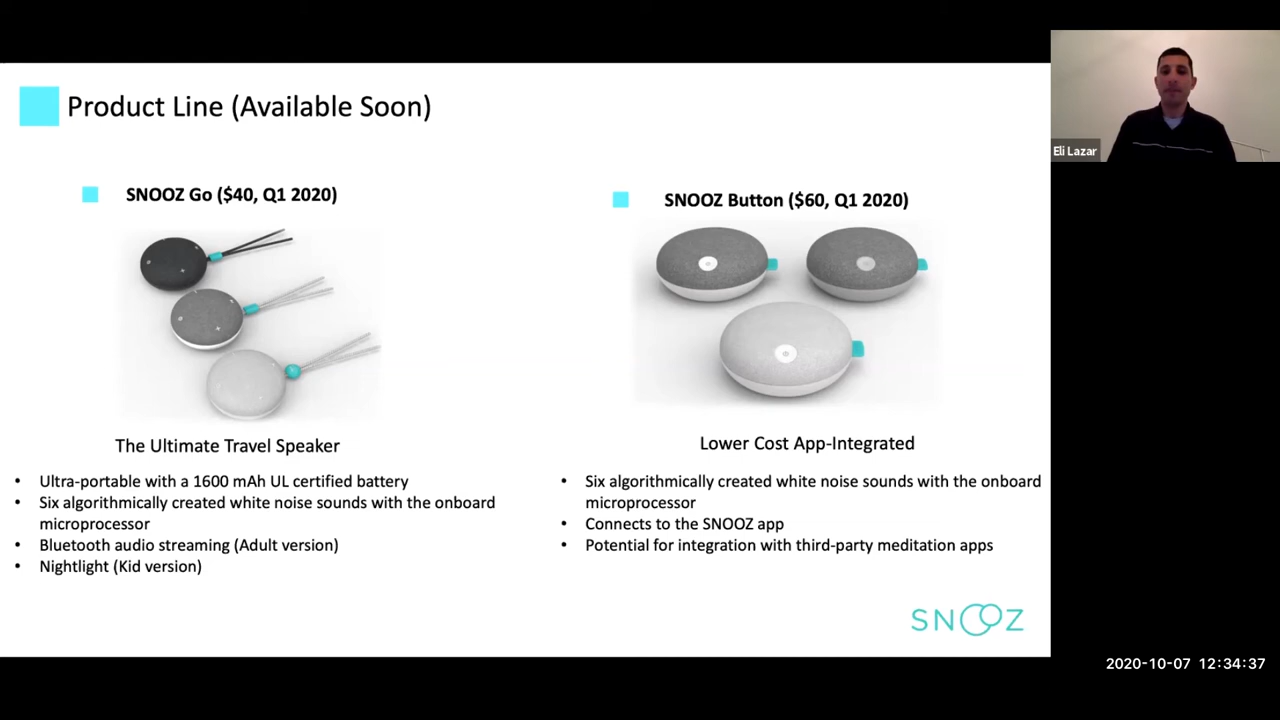 Product Line (Available Soon)
SNOOZ Go ($40, Q1 2020)
The Ultimate Travel Speaker
• Ultra-portable with a 1600 mAh UL certified battery
• Six algorithmically created white noise sounds with the onboard
microprocessor
• Bluetooth audio streaming (Adult version)
• Nightlight (Kid version)
SNOOZ Button ($60, Q1 2020)
Lower Cost App-Integrated
• Six algorithmically created white noise sounds with the onboard
microprocessor
• Connects to the SNOOZ app
• Potential for integration with third-party meditation apps
SNOOZ
Eli Lazar
2020-10-07 12:34:37